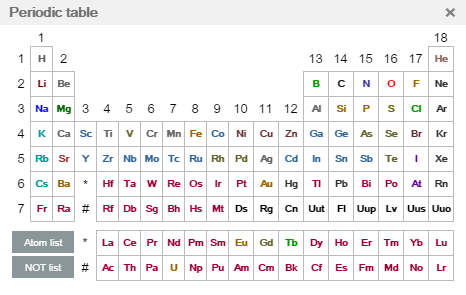 Periodic table ×
1 18
1 H 2 13 14 15 16 17 He
2 Li Be B C N O F Ne
3 Na Mg 3 4 5 6 7 8 9 10 11 12 Al Si P S Cl Ar
4 K Ca Sc Ti V Cr Mn Fe Co Ni Cu Zn Ga Ge As Se Br Kr
5 Rb Sr Y Zr Nb Mo Tc Ru Rh Pd Ag Cd In Sn Sb Te I Xe
6 Cs Ba * Hf Ta W Re Os Ir Pt Au Hg Tl Pb Bi Po At Rn
7 Fr Ra # Rf Db Sg Bh Hs Mt Ds Rg Cn Uut Fl Uup Lv Uus Uuo
Atom list * La Ce Pr Nd Pm Sm Eu Gd Tb Dy Ho Er Tm Yb Lu
NOT list # Ac Th Pa U Np Pu Am Cm Bk Cf Es Fm Md No Lr